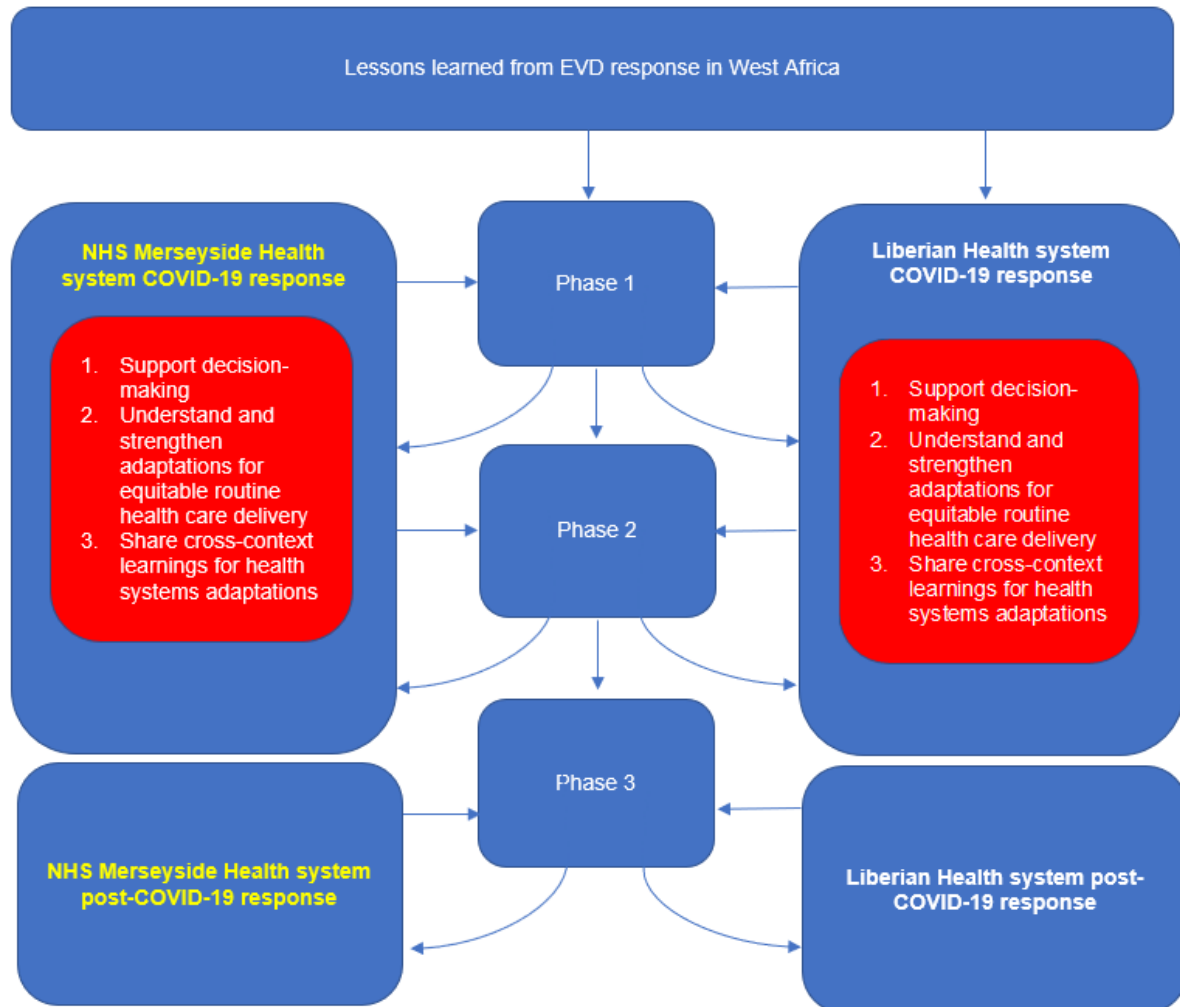 Lessons learned from EVD response in West Africa
NHS Merseyside Health
system COVID-19 response
1. Support decision-
making
2. Understand and
strengthen
adaptations for
equitable routine
health care delivery
3. Share cross-context
learnings for health
systems adaptations
Phase 1
Liberian Health system
COVID-19 response
1. Support decision-
making
2. Understand and
strengthen
adaptations for
equitable routine
health care delivery
3. Share cross-context
learnings for health
systems adaptations
Phase 2
Phase 3
NHS Merseyside Health system
post-COVID-19 response
Liberian Health system post-
COVID-19 response